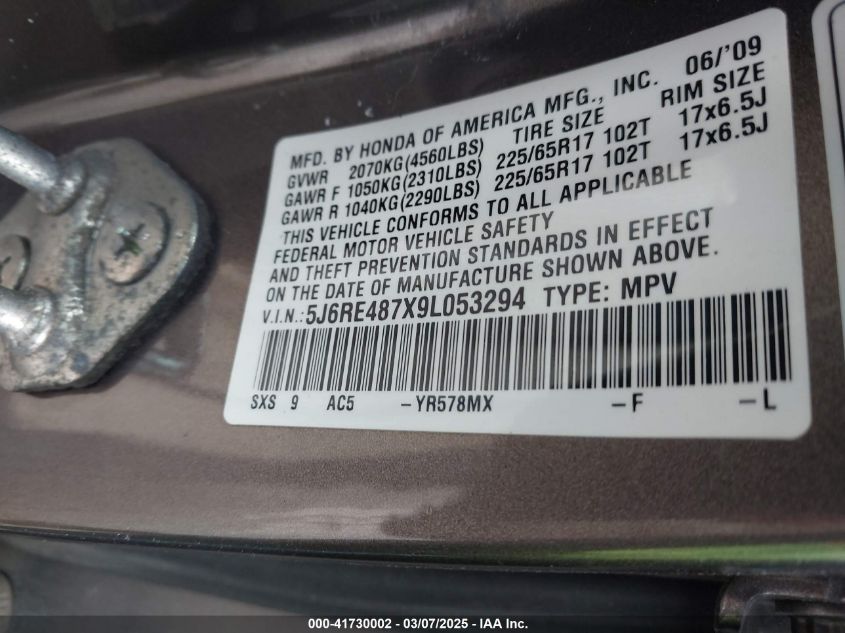 MFD. BY HONDA OF AMERICA MFG., INC. 06/'09
GVWR 2070KG(4560LBS) TIRE SIZE RIM SIZE
GAWR F 1050KG(2310LBS) 225/65R17 102T 17x6.5J
GAWR R 1040KG(2290LBS) 225/65R17 102T 17x6.5J
THIS VEHICLE CONFORMS TO ALL APPLICABLE
FEDERAL MOTOR VEHICLE SAFETY
AND THEFT PREVENTION STANDARDS IN EFFECT
ON THE DATE OF MANUFACTURE SHOWN ABOVE.
V.I.N.:5J6RE487X9L053294 TYPE: MPV
SXS 9 AC5 -YR578MX -F -L
000-41730002 — 03/07/2025 — IAA Inc.